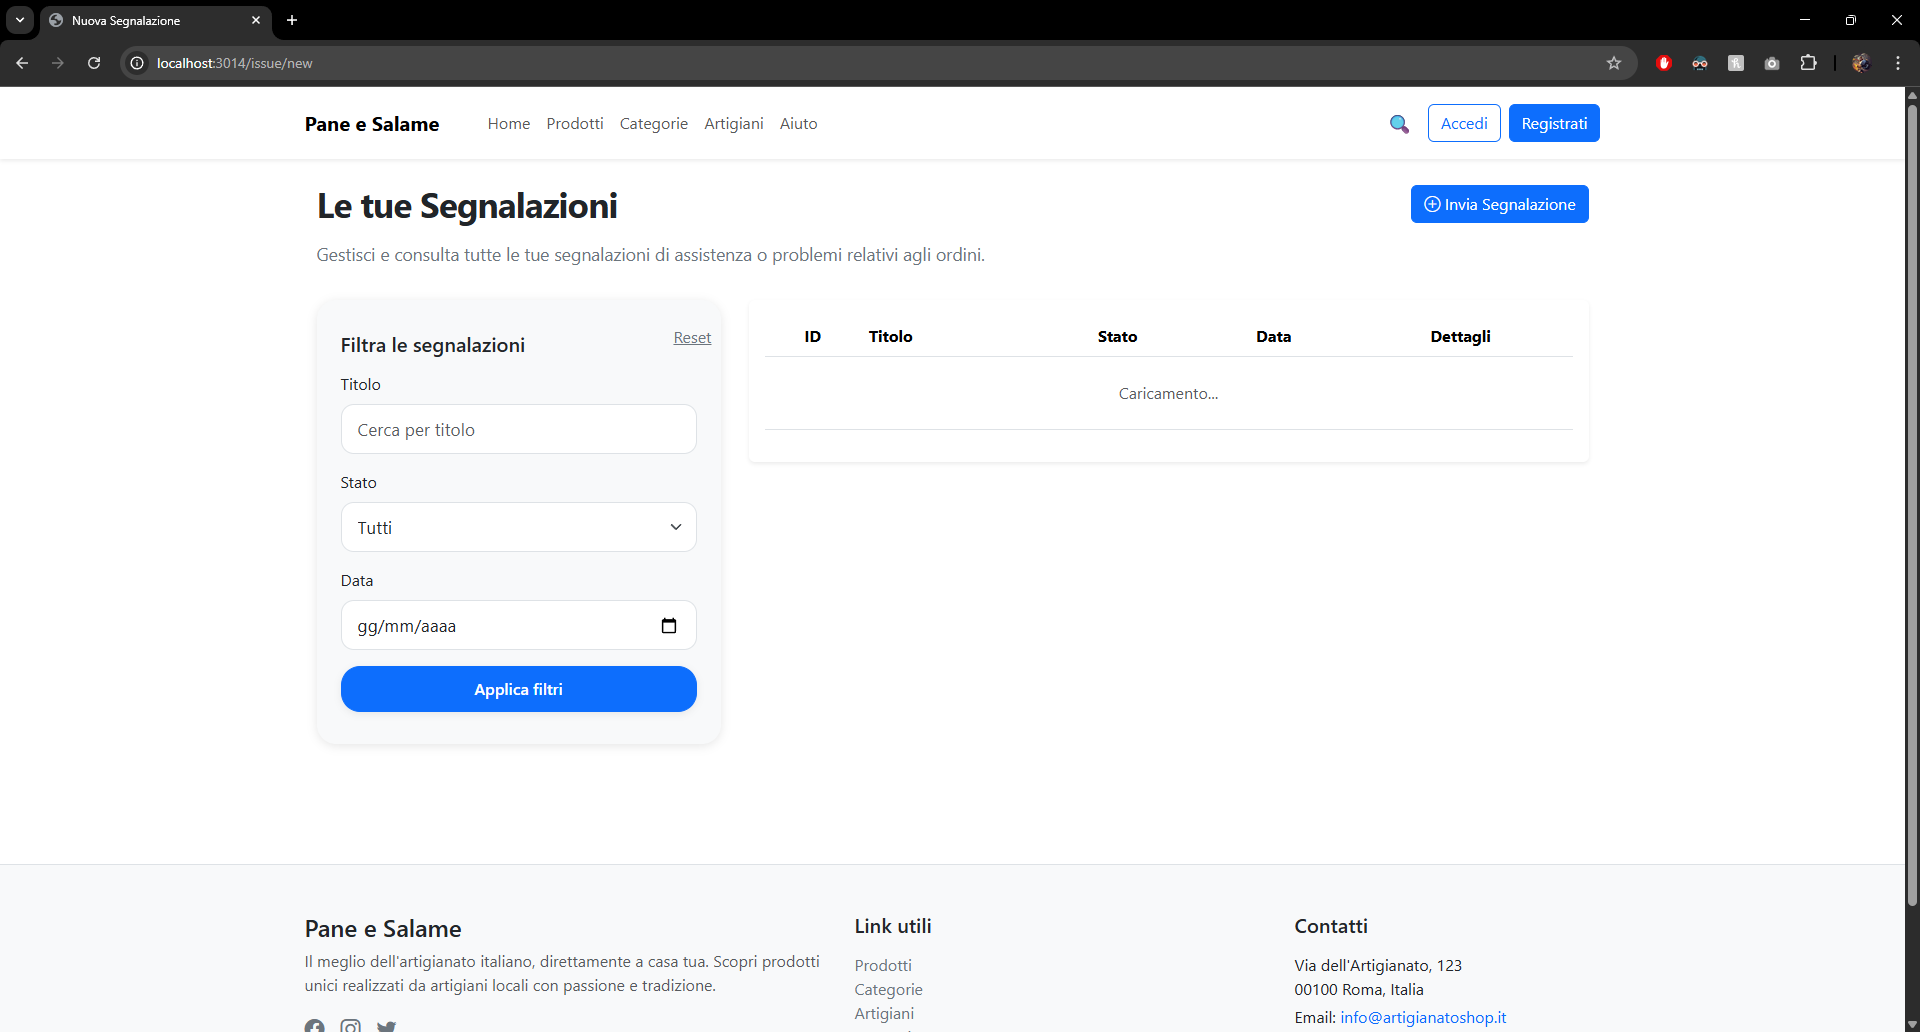 Nuova Segnalazione
localhost:3014/issue/new
Pane e Salame
Home Prodotti Categorie Artigiani Aiuto
Accedi Registrati
Le tue Segnalazioni
Invia Segnalazione
Gestisci e consulta tutte le tue segnalazioni di assistenza o problemi relativi agli ordini.
Filtra le segnalazioni
Reset
Titolo
Cerca per titolo
Stato
Tutti
Data
gg/mm/aaaa
Applica filtri
ID Titolo Stato Data Dettagli
Caricamento...
Pane e Salame
Il meglio dell'artigianato italiano, direttamente a casa tua. Scopri prodotti
unici realizzati da artigiani locali con passione e tradizione.
Link utili
Prodotti
Categorie
Artigiani
Contatti
Via dell'Artigianato, 123
00100 Roma, Italia
Email: info@artigianatoshop.it